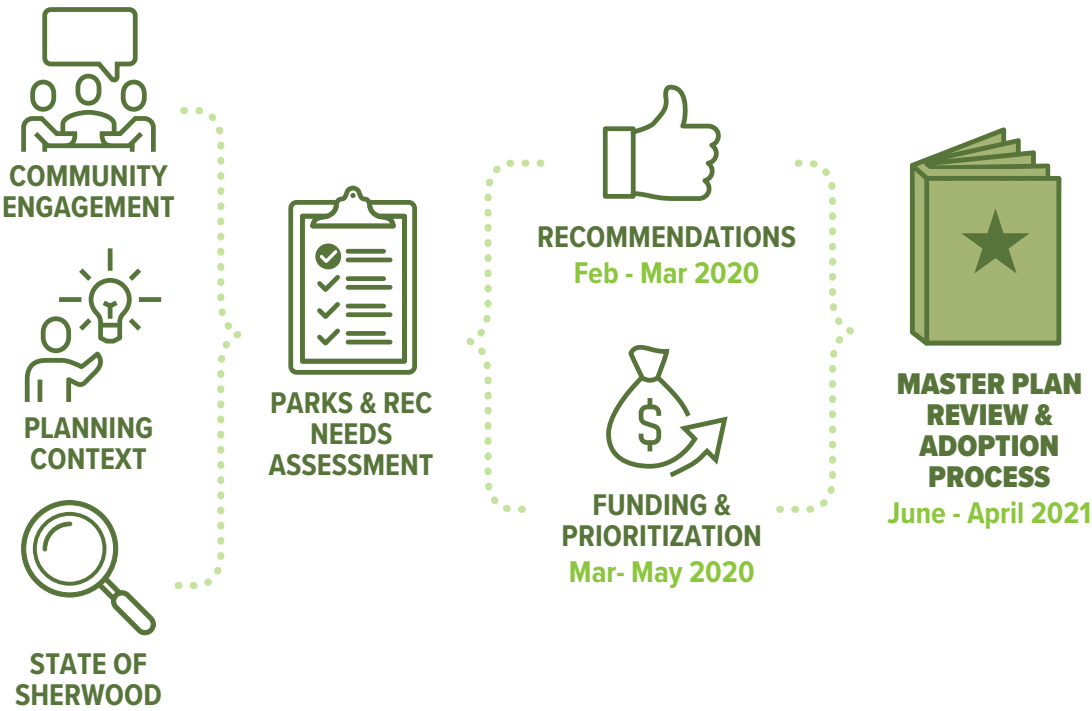 COMMUNITY
ENGAGEMENT
PLANNING
CONTEXT
STATE OF
SHERWOOD
PARKS & REC
NEEDS
ASSESSMENT
RECOMMENDATIONS
Feb - Mar 2020
$
FUNDING &
PRIORITIZATION
Mar- May 2020
MASTER PLAN
REVIEW &
ADOPTION
PROCESS
June - April 2021